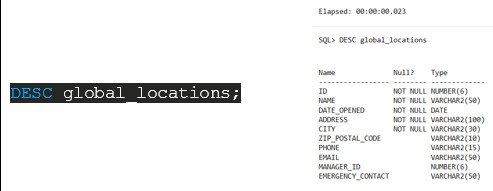 DESC global_locations;
Elapsed: 00:00:00.023
SQL> DESC global_locations
Name Null? Type
---------------- -------- -------------
ID NOT NULL NUMBER(6)
NAME NOT NULL VARCHAR2(50)
DATE_OPENED NOT NULL DATE
ADDRESS NOT NULL VARCHAR2(100)
CITY NOT NULL VARCHAR2(30)
ZIP_POSTAL_CODE VARCHAR2(10)
PHONE VARCHAR2(15)
EMAIL VARCHAR2(50)
MANAGER_ID NUMBER(6)
EMERGENCY_CONTACT VARCHAR2(50)